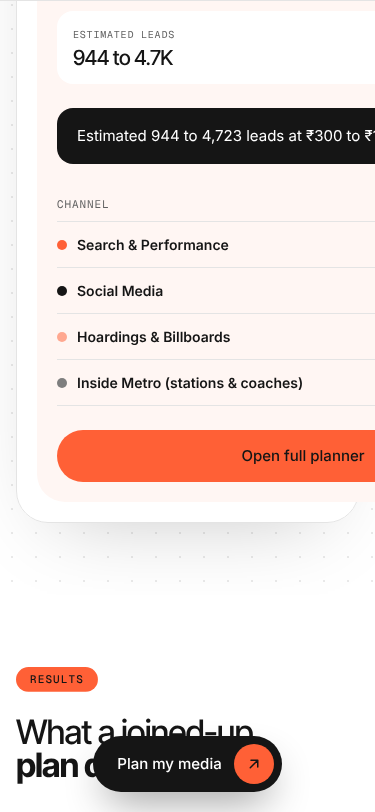 ESTIMATED LEADS
944 to 4.7K
Estimated 944 to 4,723 leads at ₹300 to
CHANNEL
Search & Performance
Social Media
Hoardings & Billboards
Inside Metro (stations & coaches)
Open full planner
RESULTS
What a joined-up
plan
Plan my media